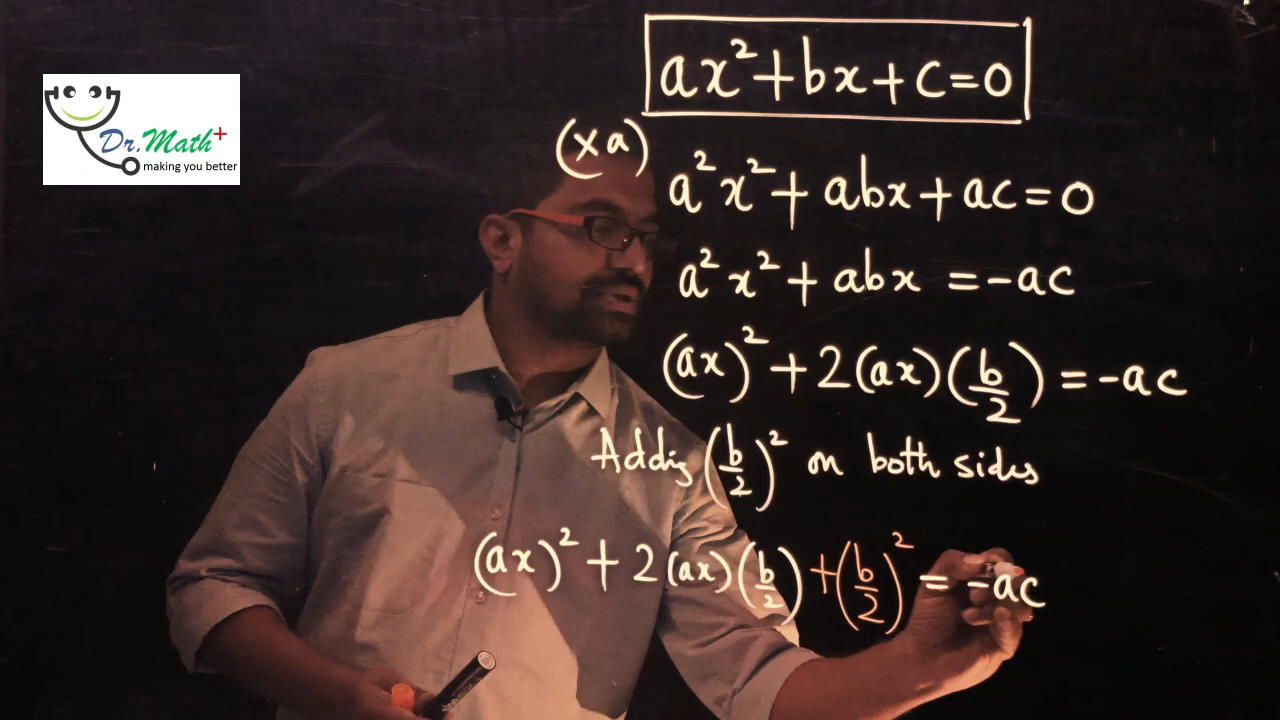 Dr.Math+
making you better
ax²+bx+c=0
(xa)
a²x²+abx+ac=0
a²x²+abx=-ac
(ax)²+2(ax)(b/2)=-ac
Adding (b/2)² on both sides
(ax)²+2(ax)(b/2)+(b/2)²=-ac